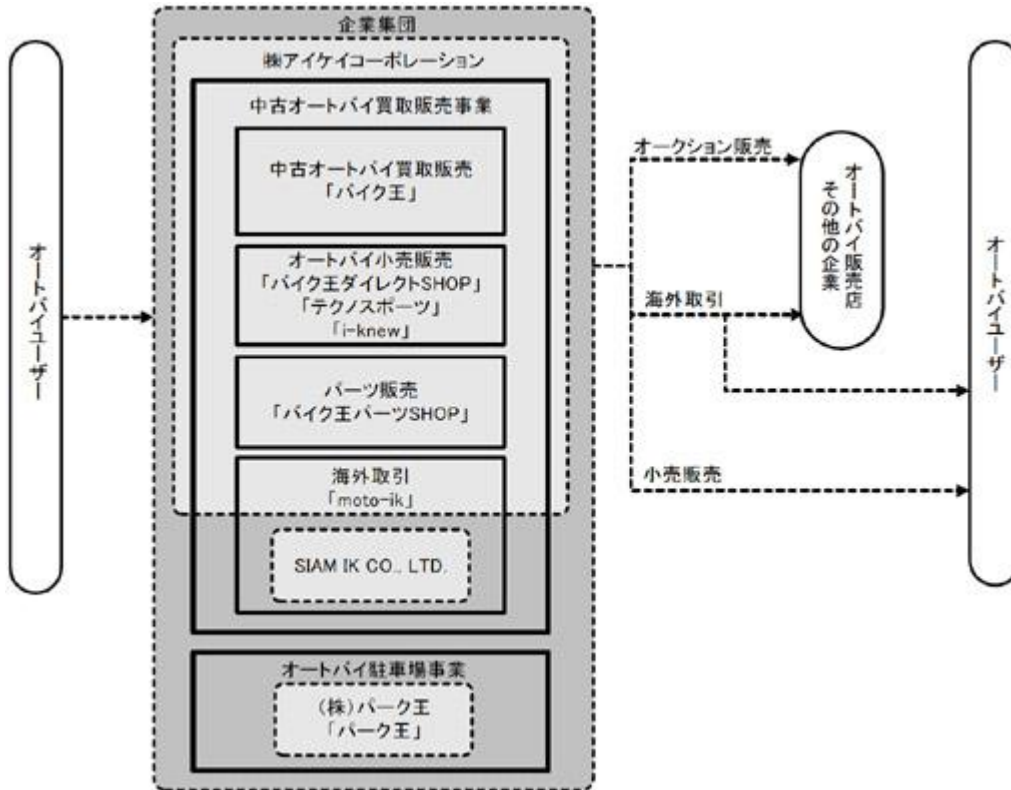 企業集団
㈱アイケイコーポレーション
中古オートバイ買取販売事業
中古オートバイ買取販売
「バイク王」
オートバイ小売販売
「バイク王ダイレクトSHOP」
「テクノスポーツ」
「i-knew」
パーツ販売
「バイク王パーツSHOP」
海外取引
「moto-ik」
SIAM IK CO., LTD.
オートバイ駐車場事業
(株)パーク王
「パーク王」
オートバイユーザー
オークション販売
海外取引
小売販売
オートバイ販売店
その他の企業
オートバイユーザー